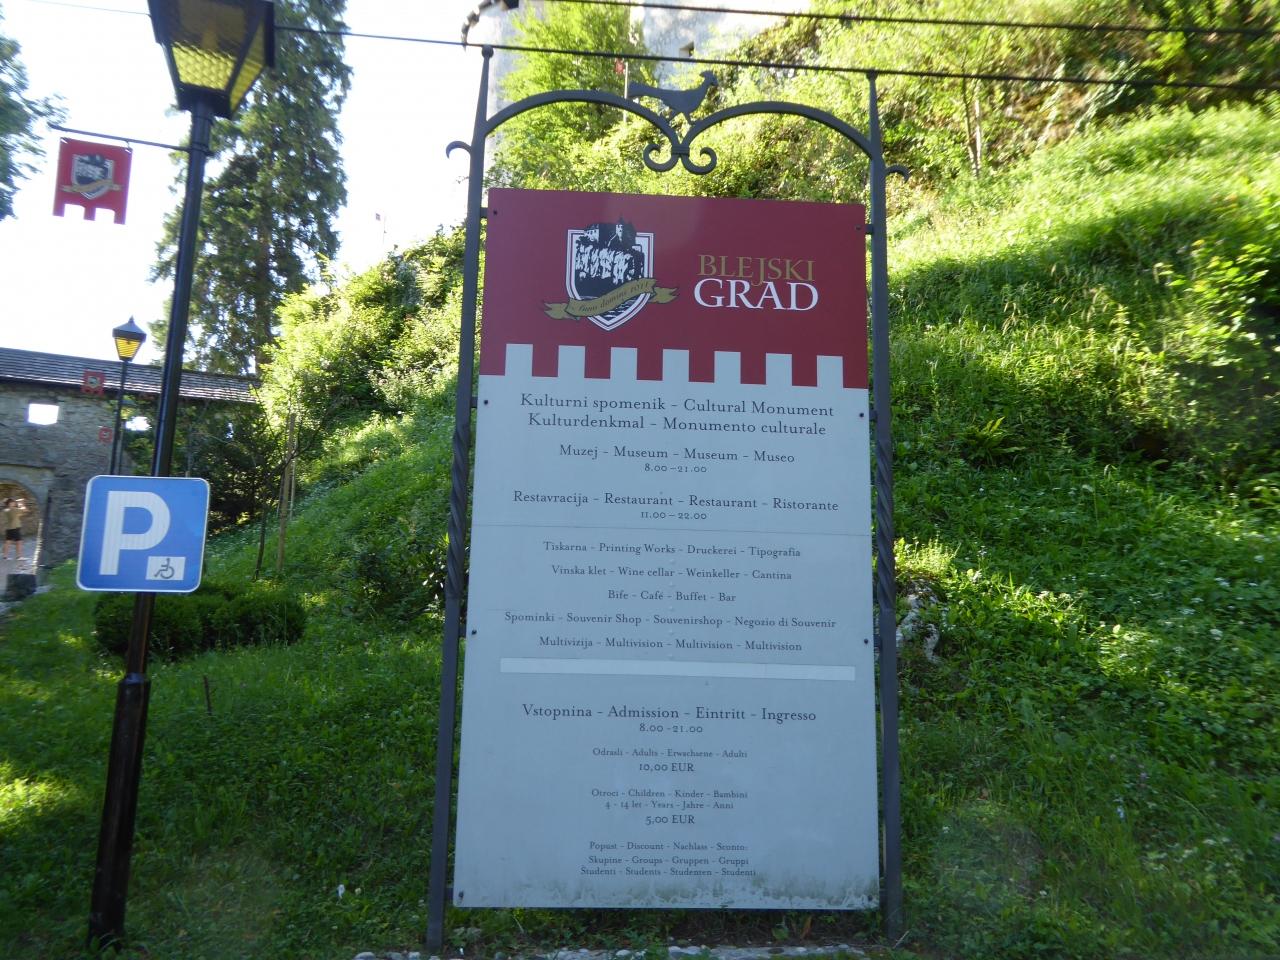 Anno domini 1011
BLEJSKI
GRAD
Kulturni spomenik - Cultural Monument
Kulturdenkmal - Monumento culturale
Muzej - Museum - Museum - Museo
8.00 -21.00
Restavracija - Restaurant - Restaurant - Ristorante
11.00 - 22.00
Tiskarna - Printing Works - Druckerei - Tipografia
Vinska klet - Wine cellar - Weinkeller - Cantina
Bife - Café - Buffet - Bar
Spominki - Souvenir Shop - Souvenirshop - Negozio di Souvenir
Multivizija - Multivision - Multivision - Multivision
Vstopnina - Admission - Eintritt - Ingresso
8.00 -21.00
Odrasli - Adults - Erwachsene - Adulti
10,00 EUR
Otroci - Children - Kinder - Bambini
4 - 14 let - Years - Jahre - Anni
5,00 EUR
Popust - Discount - Nachlass - Sconto:
Skupine - Groups - Gruppen - Gruppi
Študenti - Students - Studenten - Studenti
P